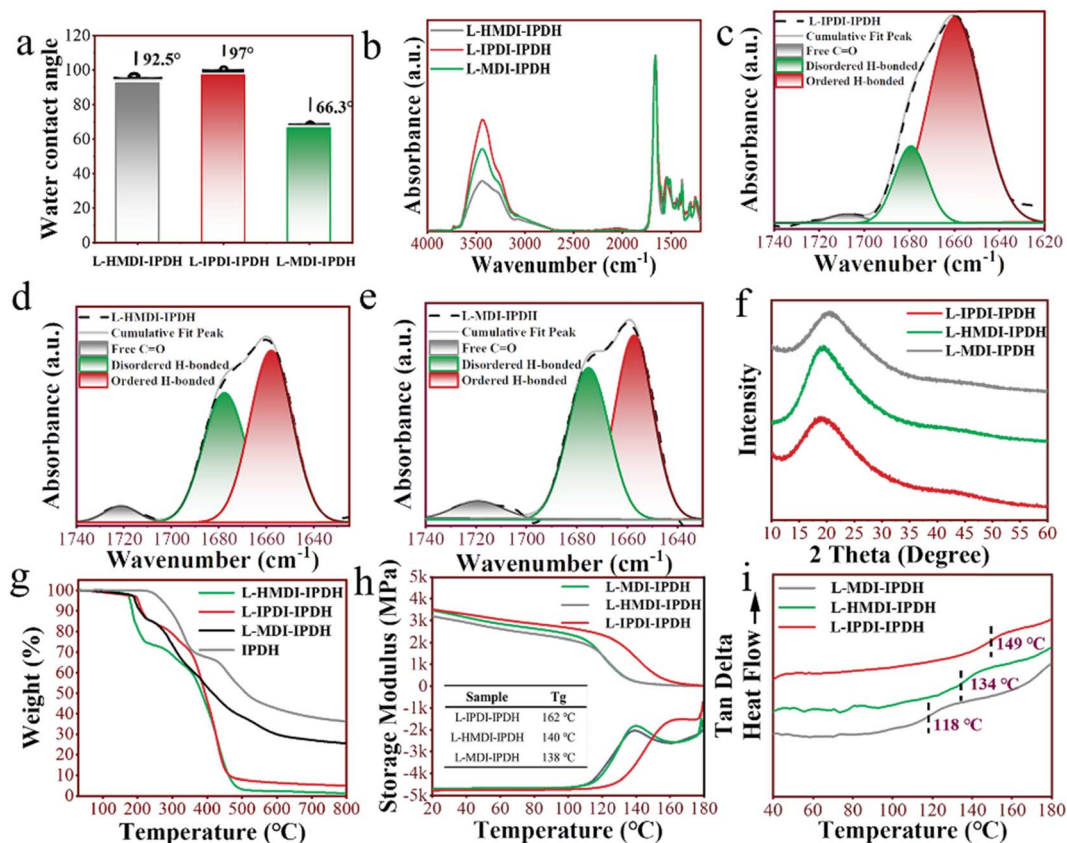 a
Water contact angle
120
100
80
60
40
20
0
92.5°
97°
66.3°
L-HMDI-IPDH L-IPDI-IPDH L-MDI-IPDH
b
Absorbance (a.u.)
L-HMDI-IPDH
L-IPDI-IPDH
L-MDI-IPDH
4000 3500 3000 2500 2000 1500
Wavenumber (cm-1)
c
Absorbance (a.u.)
L-IPDI-IPDH
Cumulative Fit Peak
Free C=O
Disordered H-bonded
Ordered H-bonded
1740 1720 1700 1680 1660 1640 1620
Wavenuber (cm-1)
d
Absorbance (a.u.)
L-HMDI-IPDH
Cumulative Fit Peak
Free C=O
Disordered H-bonded
Ordered H-bonded
1740 1720 1700 1680 1660 1640
Wavenumber (cm-1)
e
Absorbance (a.u.)
L-MDI-IPDH
Cumulative Fit Peak
Free C=O
Disordered H-bonded
Ordered H-bonded
1740 1720 1700 1680 1660 1640
Wavenumber (cm-1)
f
Intensity
L-IPDI-IPDH
L-HMDI-IPDH
L-MDI-IPDH
10 15 20 25 30 35 40 45 50 55 60
2 Theta (Degree)
g
Weight (%)
100
90
80
70
60
50
40
30
20
10
0
L-HMDI-IPDH
L-IPDI-IPDH
L-MDI-IPDH
IPDH
200 400 600 800
Temperature (℃)
h
Storage Modulus (MPa)
5k
4k
3k
2k
1k
0
-1k
-2k
-3k
-4k
-5k
L-MDI-IPDH
L-HMDI-IPDH
L-IPDI-IPDH
Sample Tg
L-IPDI-IPDH 162 ℃
L-HMDI-IPDH 140 ℃
L-MDI-IPDH 138 ℃
20 40 60 80 100 120 140 160 180
Temperature (℃)
Tan Delta
i
Heat Flow
L-MDI-IPDH
L-HMDI-IPDH
L-IPDI-IPDH
149 ℃
134 ℃
118 ℃
40 60 80 100 120 140 160 180
Temperature (℃)